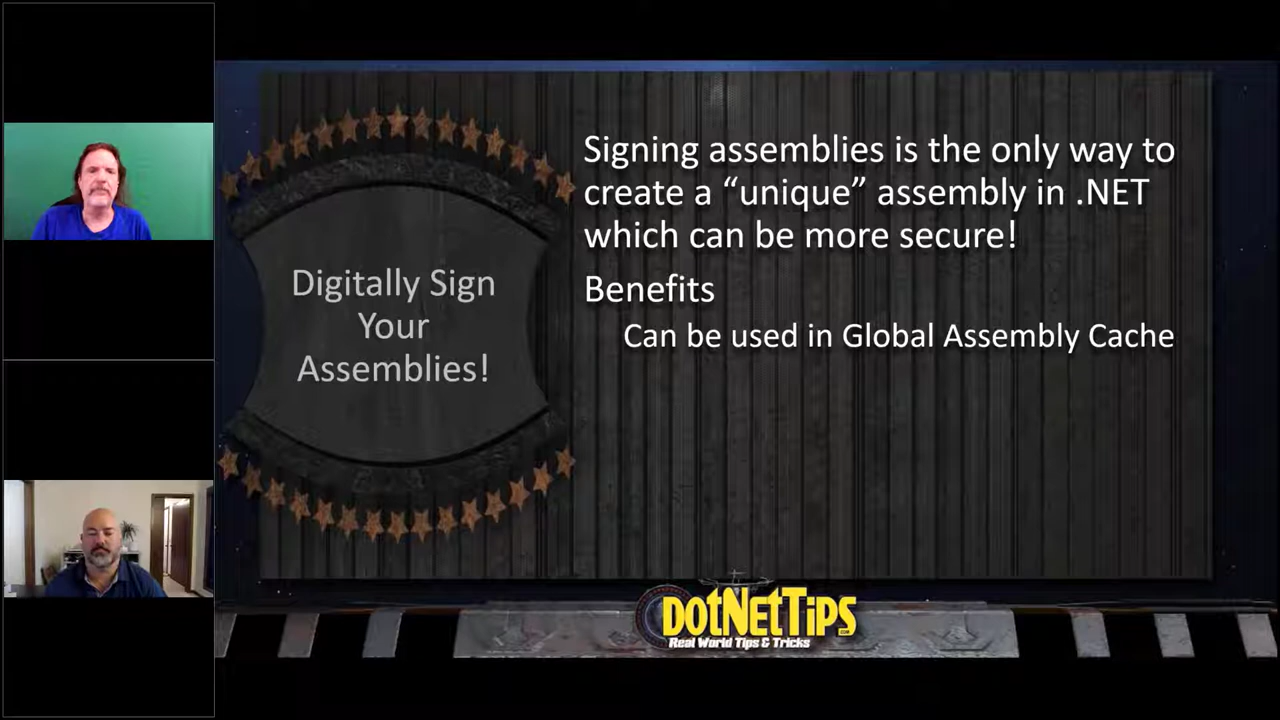 Digitally Sign
Your
Assemblies!
Signing assemblies is the only way to
create a “unique” assembly in .NET
which can be more secure!
Benefits
Can be used in Global Assembly Cache
DotNetTips.com
Real World Tips & Tricks